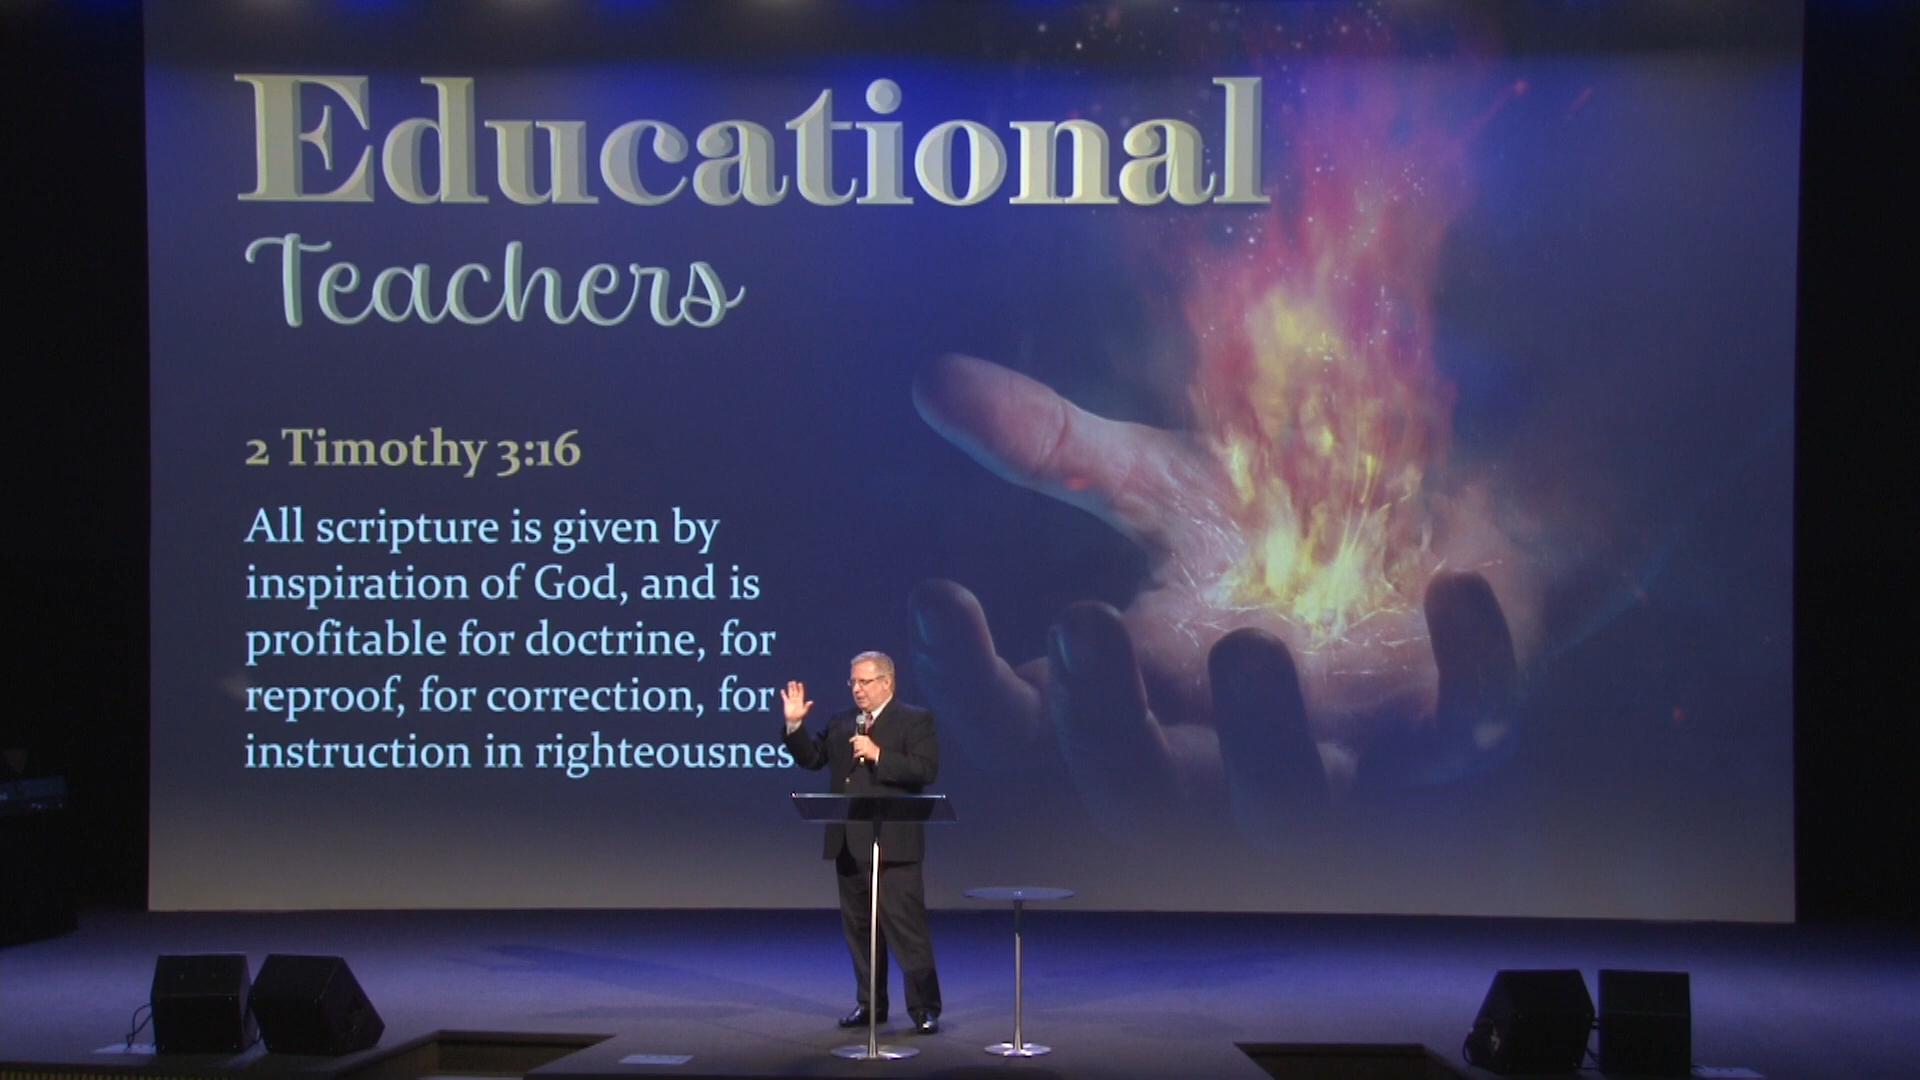 Educational
Teachers
2 Timothy 3:16
All scripture is given by
inspiration of God, and is
profitable for doctrine, for
reproof, for correction, for
instruction in righteousnes